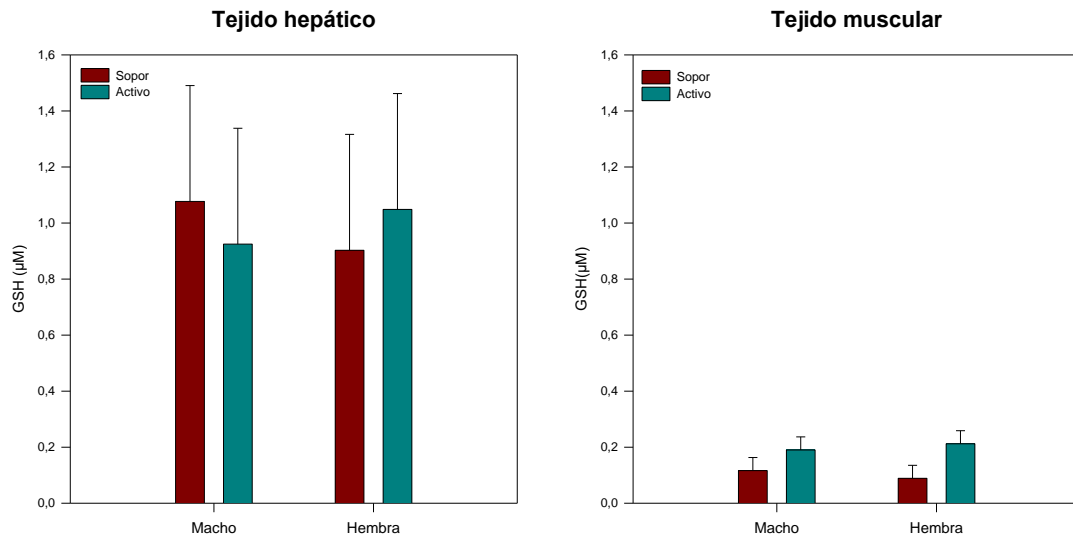 Tejido hepático
Sopor
Activo
GSH (µM)
1,6
1,4
1,2
1,0
0,8
0,6
0,4
0,2
0,0
Macho
Hembra
Tejido muscular
Sopor
Activo
GSH(µM)
1,6
1,4
1,2
1,0
0,8
0,6
0,4
0,2
0,0
Macho
Hembra